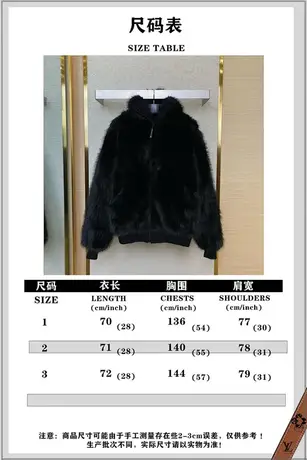 尺码表
SIZE TABLE
尺码 衣长 胸围 肩宽
SIZE LENGTH CHESTS SHOULDERS
(cm/inch) (cm/inch) (cm/inch)
1 70 (28) 136 (54) 77 (30)
2 71 (28) 140 (55) 78 (31)
3 72 (28) 144 (57) 79 (31)
注意：商品尺寸可能由于手工测量存在些2-3cm误差，仅供参考！
生产批次不同，实际尺寸请以实物为准！
LV